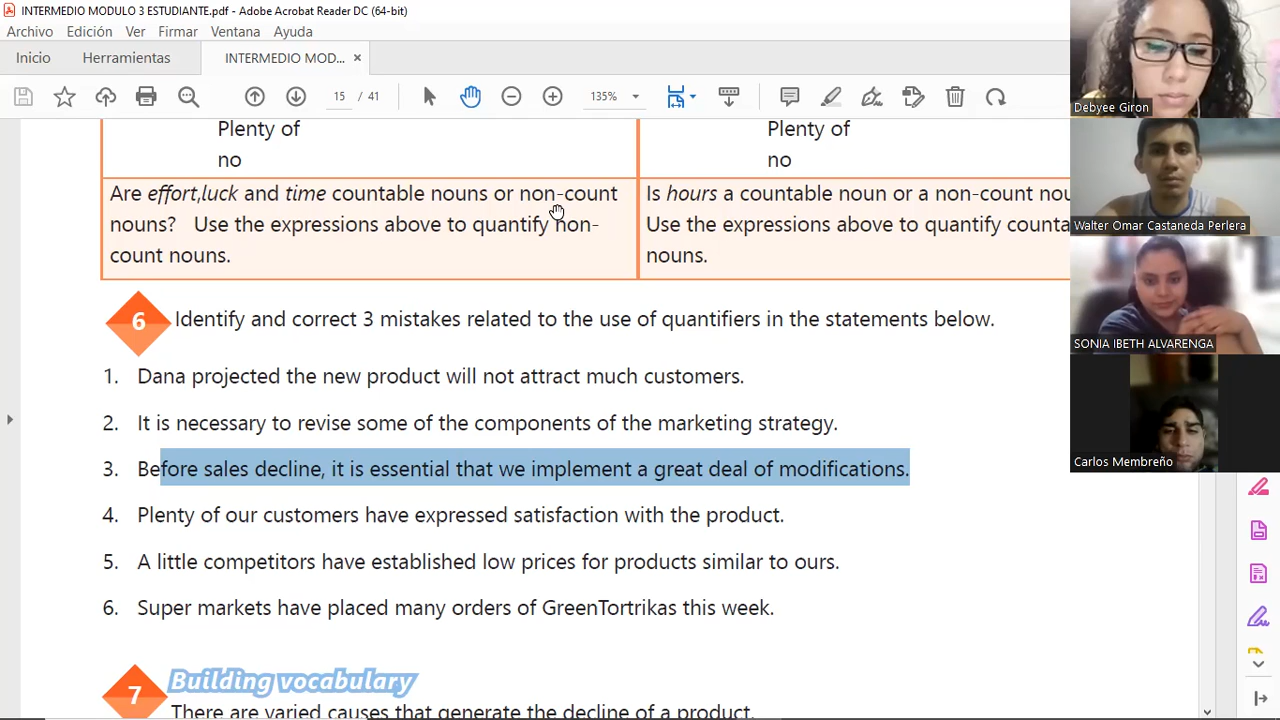 INTERMEDIO MODULO 3 ESTUDIANTE.pdf - Adobe Acrobat Reader DC (64-bit)
Archivo Edición Ver Firmar Ventana Ayuda
Inicio Herramientas INTERMEDIO MOD... ×
15 / 41 135%
Plenty of
no
Plenty of
no
Are effort,luck and time countable nouns or non-count
nouns? Use the expressions above to quantify non-
count nouns.
Is hours a countable noun or a non-count nou
Use the expressions above to quantify counta
nouns.
6 Identify and correct 3 mistakes related to the use of quantifiers in the statements below.
1. Dana projected the new product will not attract much customers.
2. It is necessary to revise some of the components of the marketing strategy.
3. Before sales decline, it is essential that we implement a great deal of modifications.
4. Plenty of our customers have expressed satisfaction with the product.
5. A little competitors have established low prices for products similar to ours.
6. Super markets have placed many orders of GreenTortrikas this week.
7 Building vocabulary
There are varied causes that generate the decline of a product.
Debyee Giron
Walter Omar Castaneda Perlera
SONIA IBETH ALVARENGA
Carlos Membreño